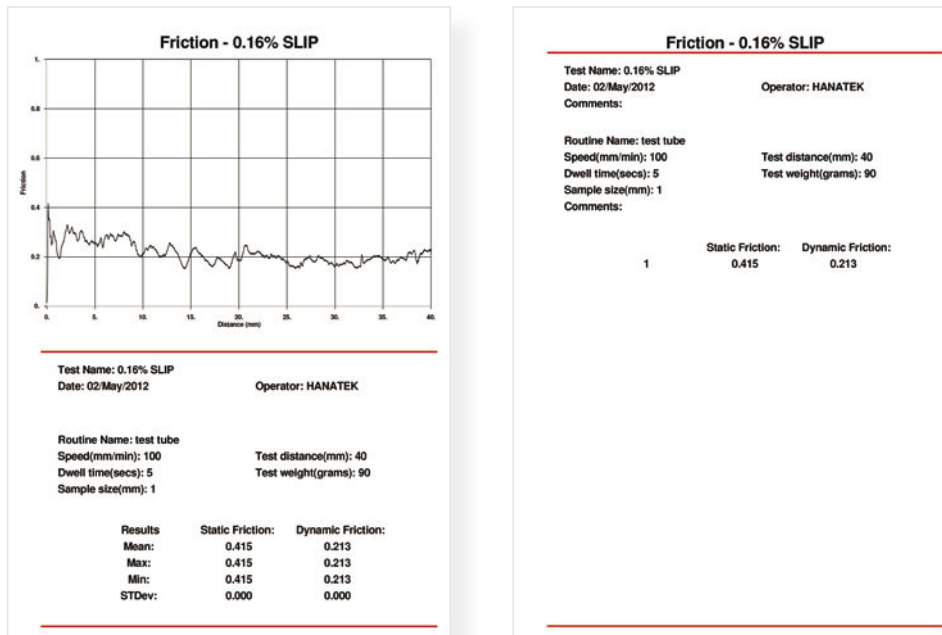 Friction - 0.16% SLIP
1.
0.8
0.6
0.4
0.2
0.
Friction
0. 5. 10. 15. 20. 25. 30. 35. 40.
Distance (mm)
Test Name: 0.16% SLIP
Date: 02/May/2012 Operator: HANATEK
Routine Name: test tube
Speed(mm/min): 100 Test distance(mm): 40
Dwell time(secs): 5 Test weight(grams): 90
Sample size(mm): 1
Results Static Friction: Dynamic Friction:
Mean: 0.415 0.213
Max: 0.415 0.213
Min: 0.415 0.213
STDev: 0.000 0.000
Friction - 0.16% SLIP
Test Name: 0.16% SLIP
Date: 02/May/2012 Operator: HANATEK
Comments:
Routine Name: test tube
Speed(mm/min): 100 Test distance(mm): 40
Dwell time(secs): 5 Test weight(grams): 90
Sample size(mm): 1
Comments:
Static Friction: Dynamic Friction:
1 0.415 0.213